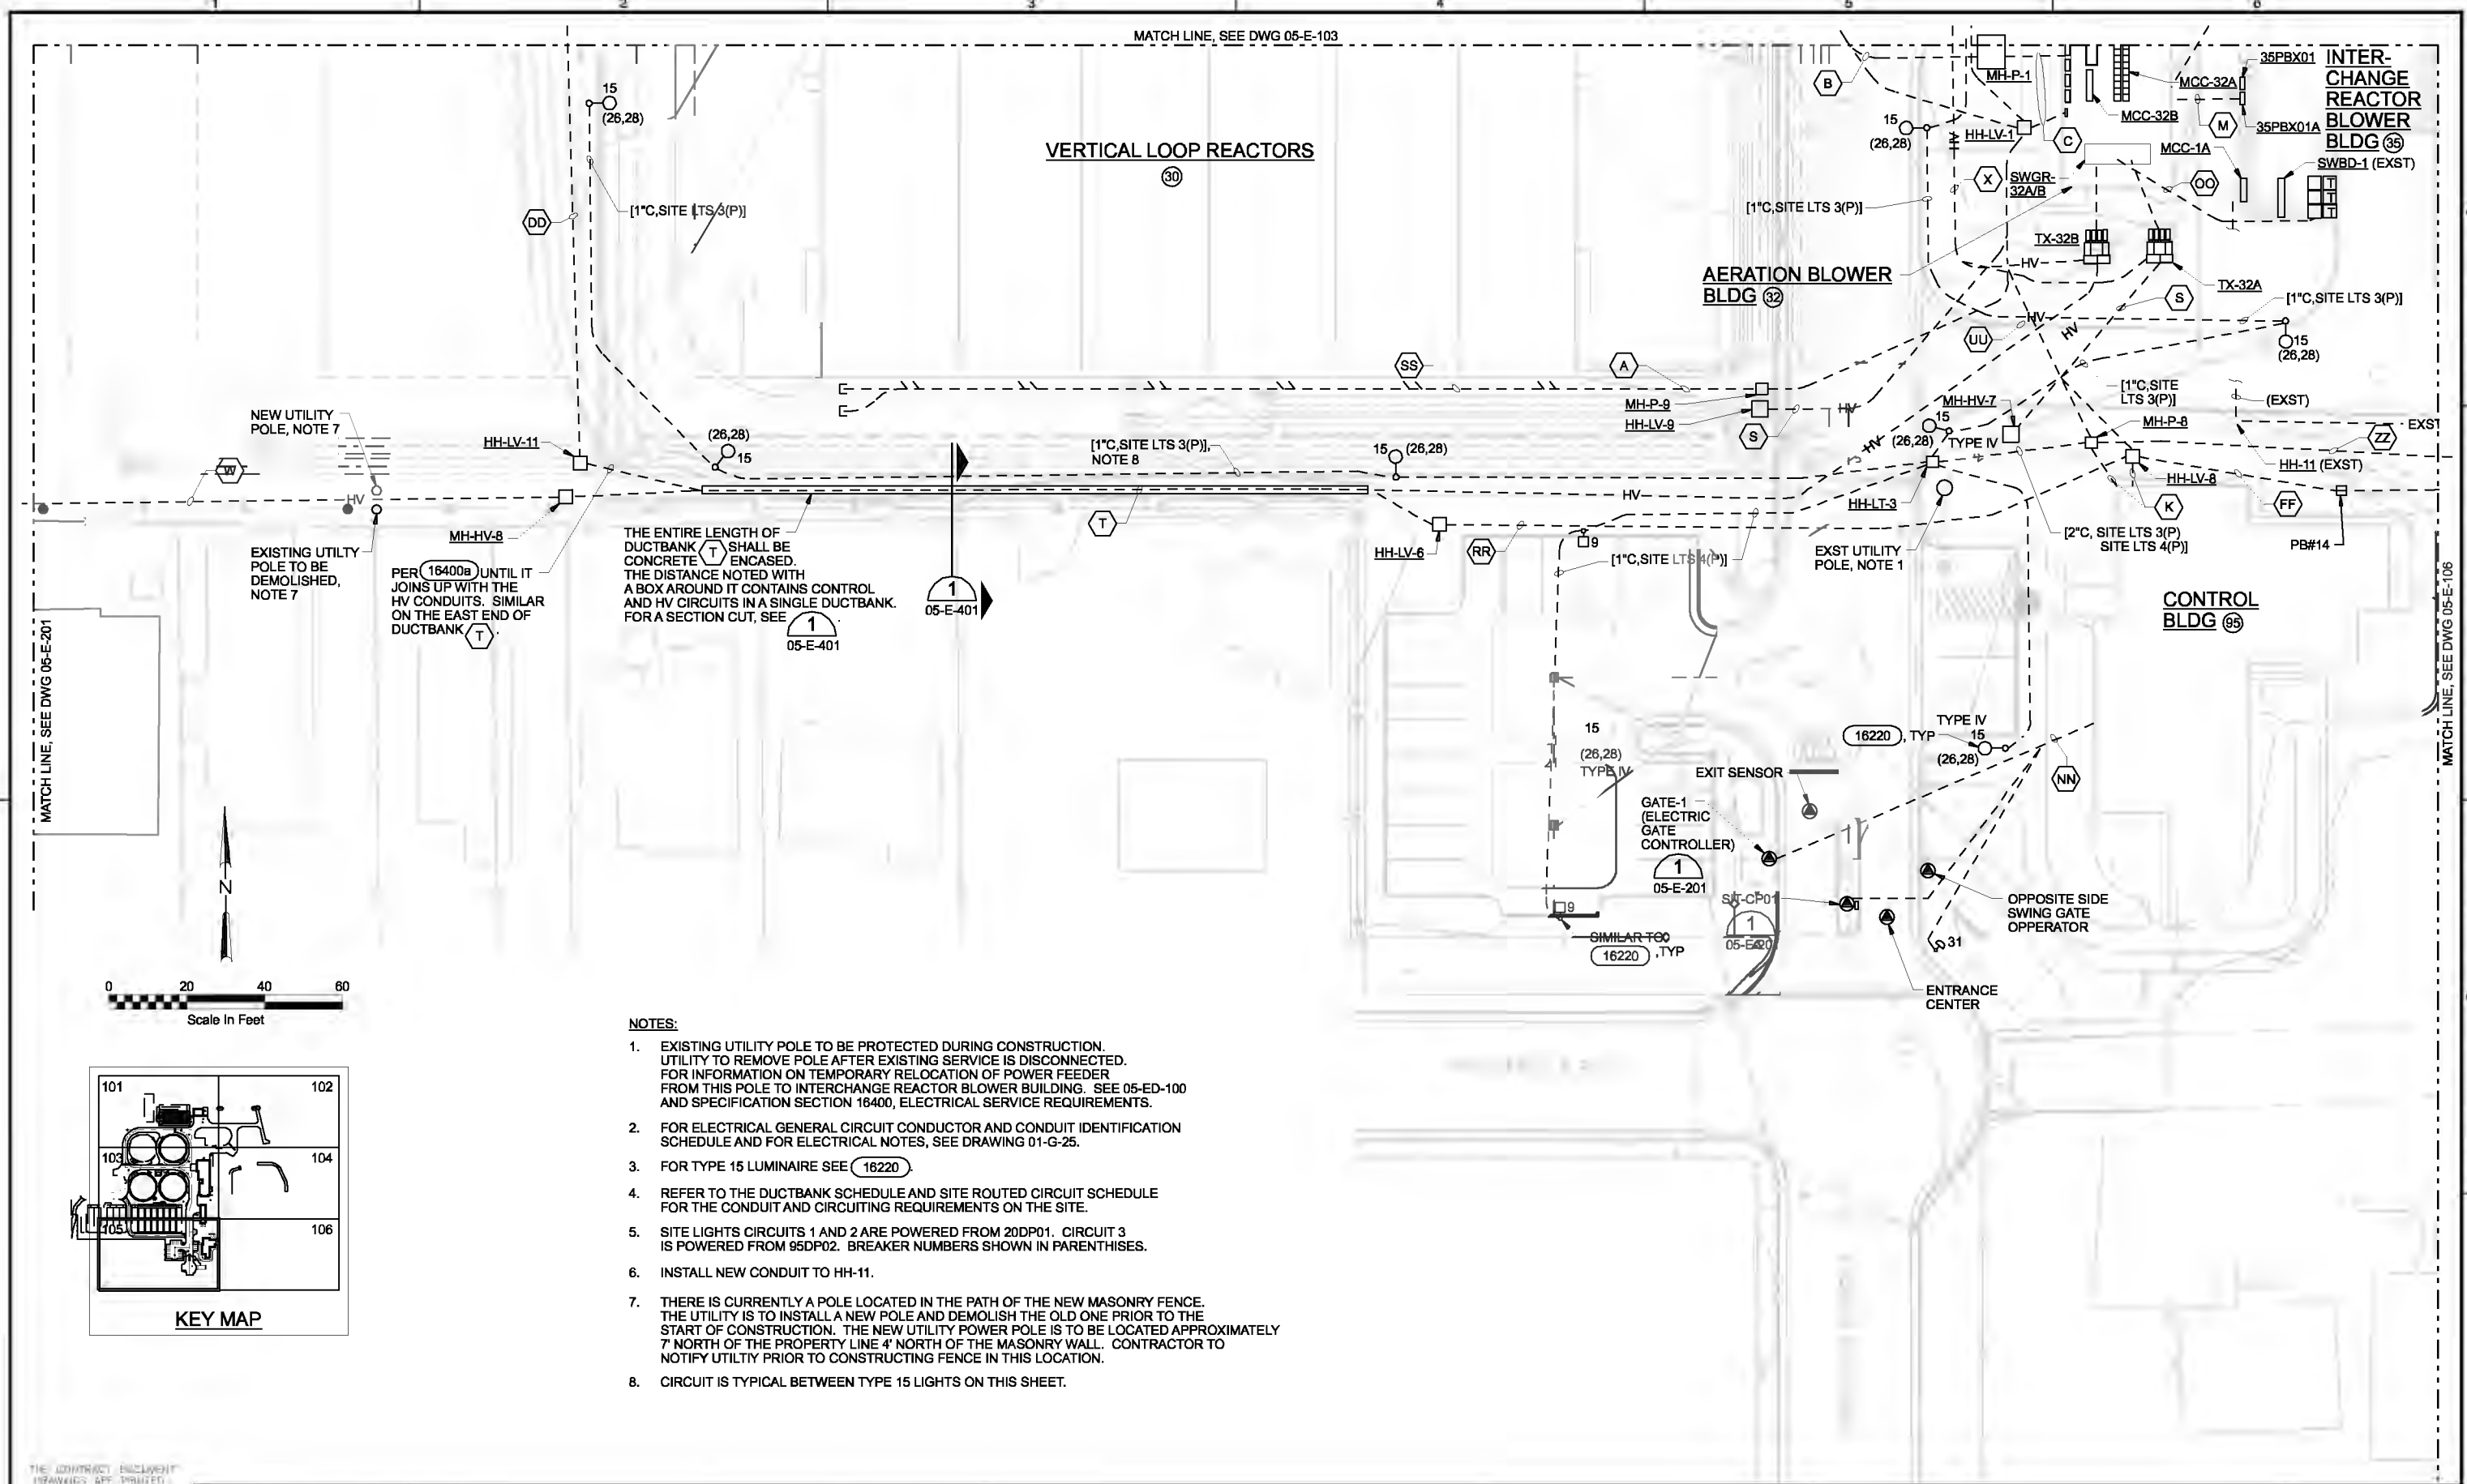 1
2
3
4
5
6
MATCH LINE, SEE DWG 05-E-103
VERTICAL LOOP REACTORS
30
15
(26,28)
[1"C,SITE LTS 3(P)]
DD
B
MH-P-1
MCC-32A
MCC-32B
35PBX01
INTER-
CHANGE
REACTOR
BLOWER
BLDG 35
M
35PBX01A
15
(26,28)
HH-LV-1
C
MCC-1A
SWBD-1 (EXST)
T
T
T
X
SWGR-
32A/B
OO
[1"C,SITE LTS 3(P)]
TX-32B
HV
AERATION BLOWER
BLDG 32
TX-32A
S
[1"C,SITE LTS 3(P)]
HV
HV
UU
15
(26,28)
SS
A
MH-P-9
HH-LV-9
HV
S
MH-HV-7
[1"C,SITE
LTS 3(P)]
(EXST)
MH-P-8
EXST
ZZ
HH-11 (EXST)
15
(26,28)
TYPE IV
HV
NEW UTILITY
POLE, NOTE 7
HH-LV-11
(26,28)
15
[1"C,SITE LTS 3(P)],
NOTE 8
15
(26,28)
W
HV
HV
HH-LT-3
HH-LV-8
K
FF
MH-HV-8
T
HH-LV-6
RR
9
[1"C,SITE LTS 4(P)]
EXST UTILITY
POLE, NOTE 1
[2"C, SITE LTS 3(P)
SITE LTS 4(P)]
PB#14
EXISTING UTILTY
POLE TO BE
DEMOLISHED,
NOTE 7
PER 16400a UNTIL IT
JOINS UP WITH THE
HV CONDUITS. SIMILAR
ON THE EAST END OF
DUCTBANK T .
THE ENTIRE LENGTH OF
DUCTBANK T SHALL BE
CONCRETE ENCASED.
THE DISTANCE NOTED WITH
A BOX AROUND IT CONTAINS CONTROL
AND HV CIRCUITS IN A SINGLE DUCTBANK.
FOR A SECTION CUT, SEE 1
05-E-401
1
05-E-401
CONTROL
BLDG 95
MATCH LINE, SEE DWG 05-E-201
MATCH LINE, SEE DWG 05-E-106
15
(26,28)
TYPE IV
TYPE IV
16220 , TYP
15
(26,28)
NN
EXIT SENSOR
GATE-1
(ELECTRIC
GATE
CONTROLLER)
1
05-E-201
1
9
SIMILAR TO
16220 ,TYP
31
OPPOSITE SIDE
SWING GATE
OPPERATOR
ENTRANCE
CENTER
N
0 20 40 60
Scale In Feet
101
102
103
104
105
106
KEY MAP
NOTES:
1. EXISTING UTILITY POLE TO BE PROTECTED DURING CONSTRUCTION.
UTILITY TO REMOVE POLE AFTER EXISTING SERVICE IS DISCONNECTED.
FOR INFORMATION ON TEMPORARY RELOCATION OF POWER FEEDER
FROM THIS POLE TO INTERCHANGE REACTOR BLOWER BUILDING. SEE 05-ED-100
AND SPECIFICATION SECTION 16400, ELECTRICAL SERVICE REQUIREMENTS.
2. FOR ELECTRICAL GENERAL CIRCUIT CONDUCTOR AND CONDUIT IDENTIFICATION
SCHEDULE AND FOR ELECTRICAL NOTES, SEE DRAWING 01-G-25.
3. FOR TYPE 15 LUMINAIRE SEE 16220 .
4. REFER TO THE DUCTBANK SCHEDULE AND SITE ROUTED CIRCUIT SCHEDULE
FOR THE CONDUIT AND CIRCUITING REQUIREMENTS ON THE SITE.
5. SITE LIGHTS CIRCUITS 1 AND 2 ARE POWERED FROM 20DP01. CIRCUIT 3
IS POWERED FROM 95DP02. BREAKER NUMBERS SHOWN IN PARENTHISES.
6. INSTALL NEW CONDUIT TO HH-11.
7. THERE IS CURRENTLY A POLE LOCATED IN THE PATH OF THE NEW MASONRY FENCE.
THE UTILITY IS TO INSTALL A NEW POLE AND DEMOLISH THE OLD ONE PRIOR TO THE
START OF CONSTRUCTION. THE NEW UTILITY POWER POLE IS TO BE LOCATED APPROXIMATELY
7' NORTH OF THE PROPERTY LINE 4' NORTH OF THE MASONRY WALL. CONTRACTOR TO
NOTIFY UTILTIY PRIOR TO CONSTRUCTING FENCE IN THIS LOCATION.
8. CIRCUIT IS TYPICAL BETWEEN TYPE 15 LIGHTS ON THIS SHEET.
THE CONTRACT DOCUMENT